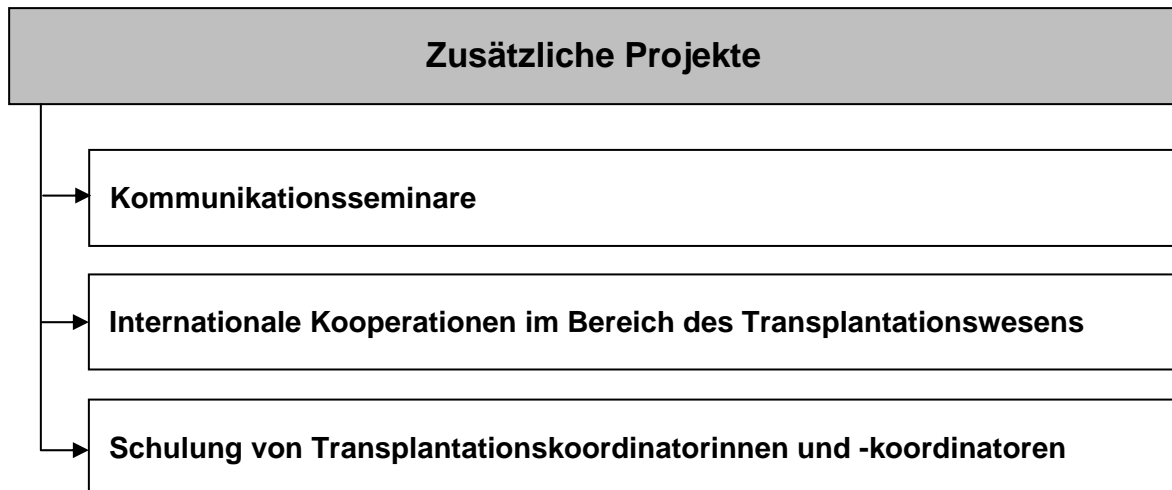 Zusätzliche Projekte
Kommunikationsseminare
Internationale Kooperationen im Bereich des Transplantationswesens
Schulung von Transplantationskoordinatorinnen und -koordinatoren